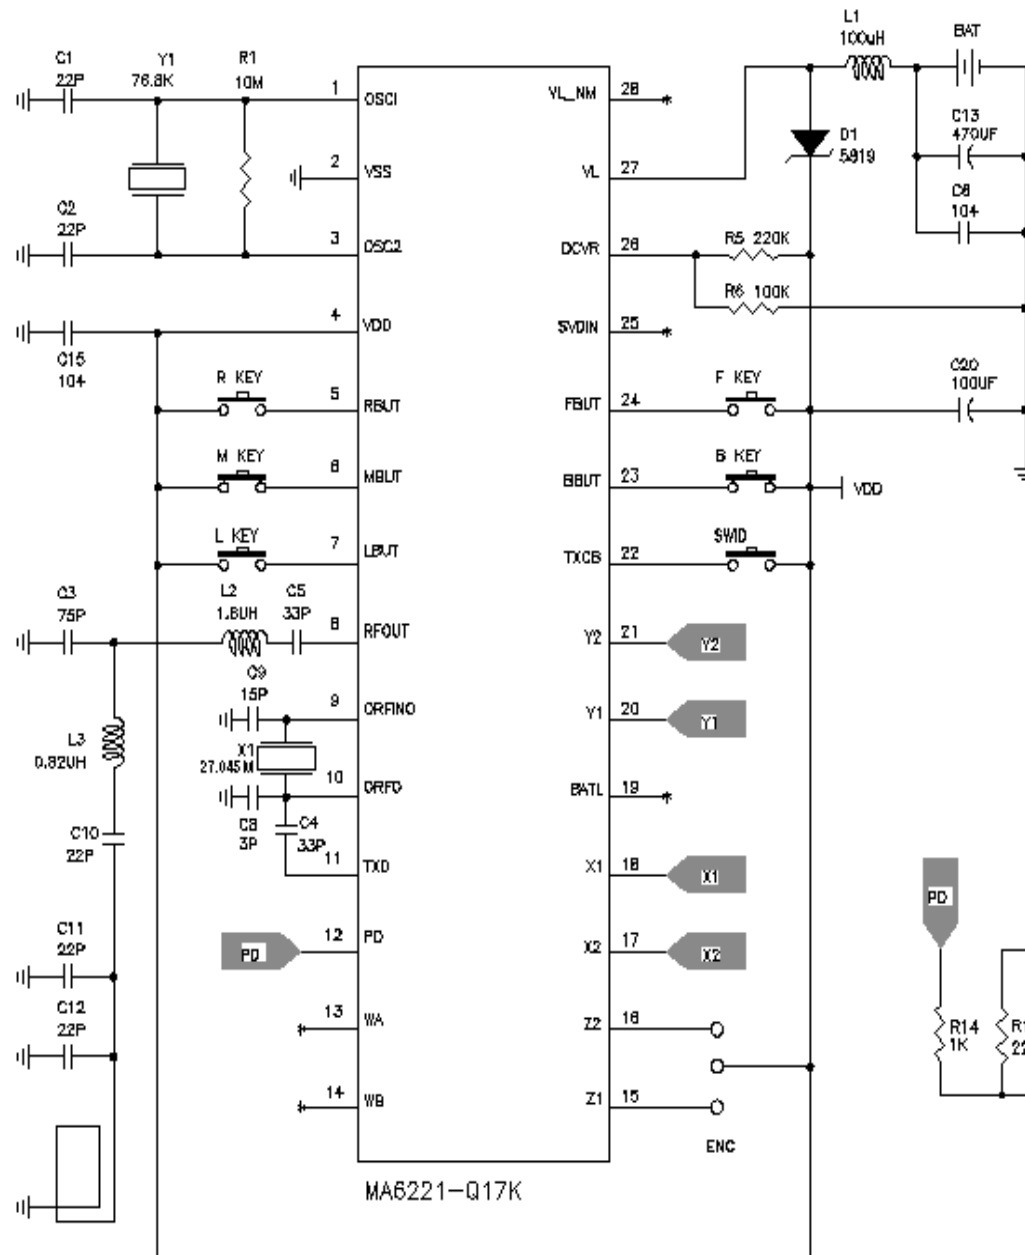 C1
22P
Y1
76.8K
R1
10M
1
OSCI
2
VSS
C2
22P
3
OSC2
4
VDD
C15
104
R KEY
5
RBUT
M KEY
6
MBUT
L KEY
7
LBUT
C3
75P
L2
1.8UH
C5
33P
8
RFOUT
C9
15P
9
ORFINO
X1
27.045M
10
ORFO
L3
0.82UH
C8
3P
C4
33P
11
TXD
C10
22P
12
PD
PD
C11
22P
13
WA
C12
22P
14
WB
MA6221-Q17K
VL_NM
28
VL
27
DCVR
26
SVDIN
25
FBUT
24
F KEY
BBUT
23
B KEY
VDD
TXCB
22
SWID
Y2
21
Y2
Y1
20
Y1
BATL
19
X1
18
X1
X2
17
X2
Z2
16
Z1
15
ENC
L1
100uH
BAT
D1
5819
C13
470UF
C6
104
R5 220K
R6 100K
C20
100UF
PD
R14
1K
R1
22